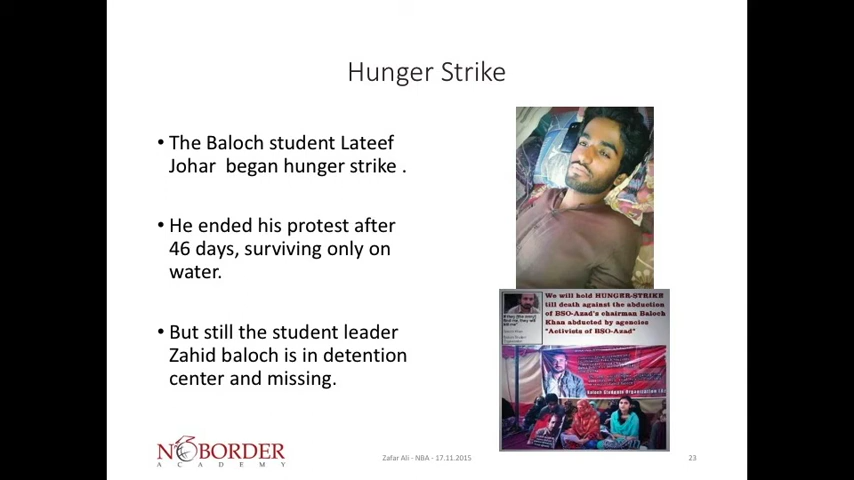 Hunger Strike
• The Baloch student Lateef
Johar began hunger strike .
• He ended his protest after
46 days, surviving only on
water.
• But still the student leader
Zahid baloch is in detention
center and missing.
We will hold HUNGER-STRIKE
till death against the abduction
of BSO-Azad's chairman Baloch
Khan abducted by agencies
"Activists of BSO-Azad"
NO BORDER
ACADEMY
Zafar Ali - NBA - 17.11.2015
23